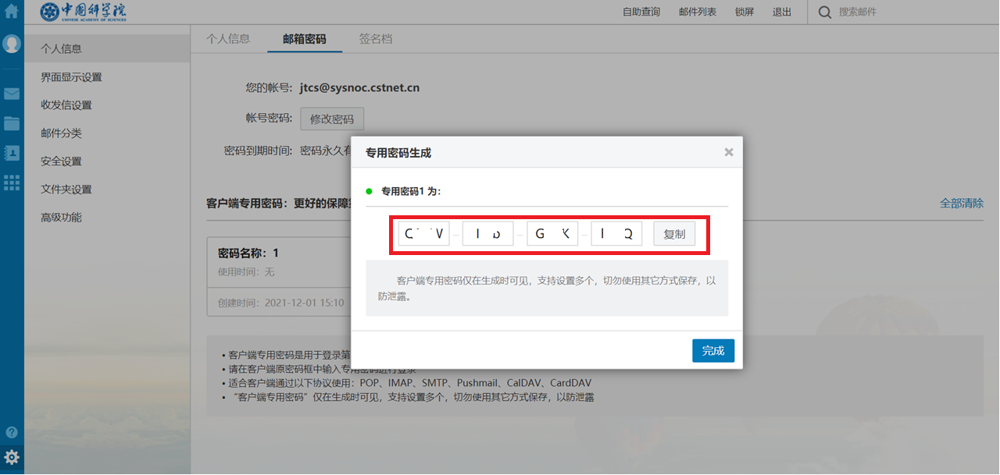 中国科学院
CHINESE ACADEMY OF SCIENCES
自助查询 邮件列表 锁屏 退出 搜索邮件
个人信息
界面显示设置
收发信设置
邮件分类
安全设置
文件夹设置
高级功能
个人信息 邮箱密码 签名档
您的帐号: jtcs@sysnoc.cstnet.cn
帐号密码: 修改密码
密码到期时间: 密码永久有
客户端专用密码：更好的保障
全部清除
密码名称：1
使用时间：无
创建时间：2021-12-01 15:10
• 客户端专用密码是用于登录第
• 请在客户端原密码框中输入专用密码进行登录
• 适合客户端通过以下协议使用：POP、IMAP、SMTP、Pushmail、CalDAV、CardDAV
• “客户端专用密码”仅在生成时可见，支持设置多个，切勿使用其它方式保存，以防泄露
专用密码生成
专用密码1 为：
复制
客户端专用密码仅在生成时可见，支持设置多个，切勿使用其它方式保存，以
防泄露。
完成